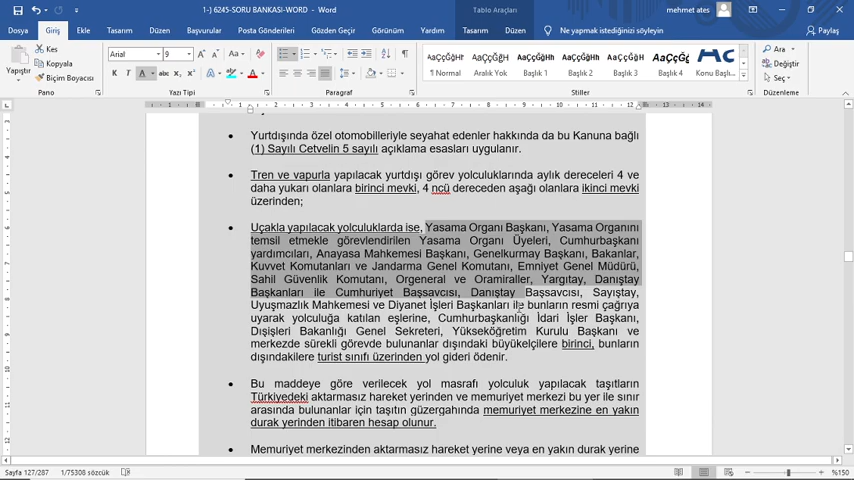 1-) 6245-SORU BANKASI-WORD - Word
Tablo Araçları
mehmet ates
Dosya Giriş Ekle Tasarım Düzen Başvurular Posta Gönderileri Gözden Geçir Görünüm Yardım Tasarım Düzen Ne yapmak istediğinizi söyleyin Paylaş
Yapıştır
Kes
Kopyala
Biçim Boyacısı
Pano
Arial 9
K T A abc x₂ x²
Yazı Tipi
Paragraf
AaÇçĞğHh AaÇçĞğHh AaÇçĞğHh AaÇçĞğHh AaÇçĞğHh AaÇçĞğ
¶ Normal Aralık Yok Başlık 1 Başlık 2 Başlık 3 Başlık 4 Konu Başl...
Stiller
Ara
Değiştir
Seç
Düzenleme
Yurtdışında özel otomobilleriyle seyahat edenler hakkında da bu Kanuna bağlı
(1) Sayılı Cetvelin 5 sayılı açıklama esasları uygulanır.
Tren ve vapurla yapılacak yurtdışı görev yolculuklarında aylık dereceleri 4 ve
daha yukarı olanlara birinci mevki, 4 ncü dereceden aşağı olanlara ikinci mevki
üzerinden;
Uçakla yapılacak yolculuklarda ise, Yasama Organı Başkanı, Yasama Organını
temsil etmekle görevlendirilen Yasama Organı Üyeleri, Cumhurbaşkanı
yardımcıları, Anayasa Mahkemesi Başkanı, Genelkurmay Başkanı, Bakanlar,
Kuvvet Komutanları ve Jandarma Genel Komutanı, Emniyet Genel Müdürü,
Sahil Güvenlik Komutanı, Orgeneral ve Oramiraller, Yargıtay, Danıştay
Başkanları ile Cumhuriyet Başsavcısı, Danıştay Başsavcısı, Sayıştay,
Uyuşmazlık Mahkemesi ve Diyanet İşleri Başkanları ile bunların resmi çağrıya
uyarak yolculuğa katılan eşlerine, Cumhurbaşkanlığı İdari İşler Başkanı,
Dışişleri Bakanlığı Genel Sekreteri, Yükseköğretim Kurulu Başkanı ve
merkezde sürekli görevde bulunanlar dışındaki büyükelçilere birinci, bunların
dışındakilere turist sınıfı üzerinden yol gideri ödenir.
Bu maddeye göre verilecek yol masrafı yolculuk yapılacak taşıtların
Türkiyedeki aktarmasız hareket yerinden ve memuriyet merkezi bu yer ile sınır
arasında bulunanlar için taşıtın güzergahında memuriyet merkezine en yakın
durak yerinden itibaren hesap olunur.
Memuriyet merkezinden aktarmasız hareket yerine veya en yakın durak yerine
Sayfa 127/287 1/75308 sözcük
%150